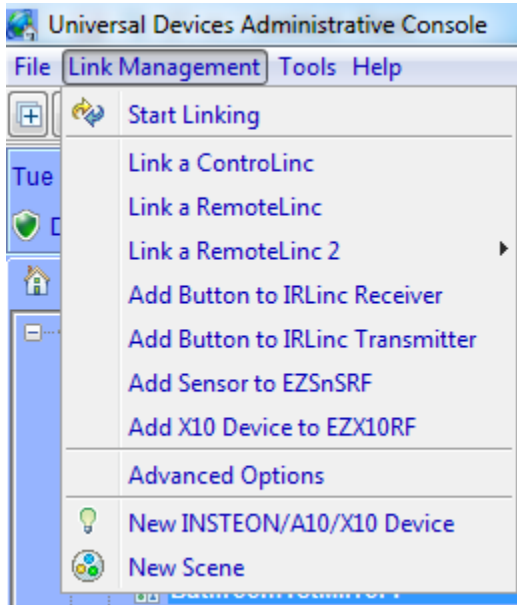 Universal Devices Administrative Console
File Link Management Tools Help
Start Linking
Tue
Link a ControLinc
Link a RemoteLinc
Link a RemoteLinc 2
Add Button to IRLinc Receiver
Add Button to IRLinc Transmitter
Add Sensor to EZSnSRF
Add X10 Device to EZX10RF
Advanced Options
New INSTEON/A10/X10 Device
New Scene